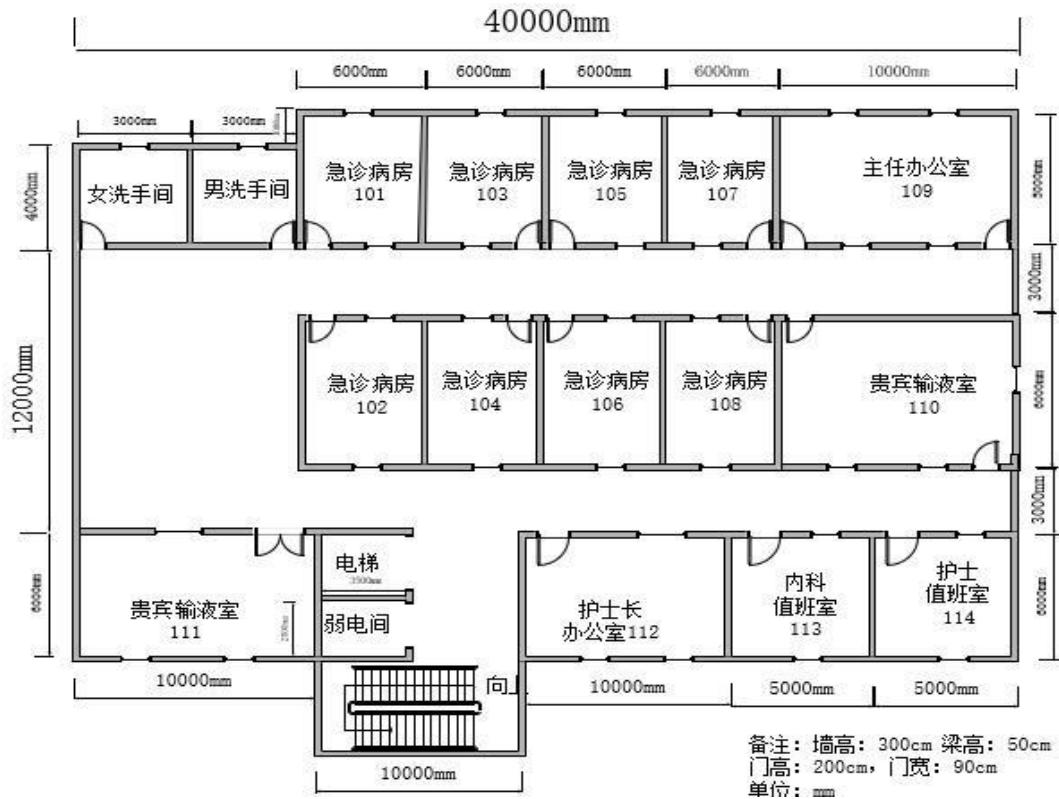 40000mm
6000mm
6000mm
6000mm
6000mm
10000mm
3000mm
3000mm
4000mm
女洗手间
男洗手间
急诊病房
101
急诊病房
103
急诊病房
105
急诊病房
107
主任办公室
109
5000mm
3000mm
12000mm
急诊病房
102
急诊病房
104
急诊病房
106
急诊病房
108
贵宾输液室
110
6000mm
3000mm
6000mm
贵宾输液室
111
电梯
3500mm
弱电间
护士长
办公室112
内科
值班室
113
护士
值班室
114
6000mm
向上
10000mm
10000mm
5000mm
5000mm
10000mm
备注: 墙高: 300cm 梁高: 50cm
门高: 200cm, 门宽: 90cm
单位: mm